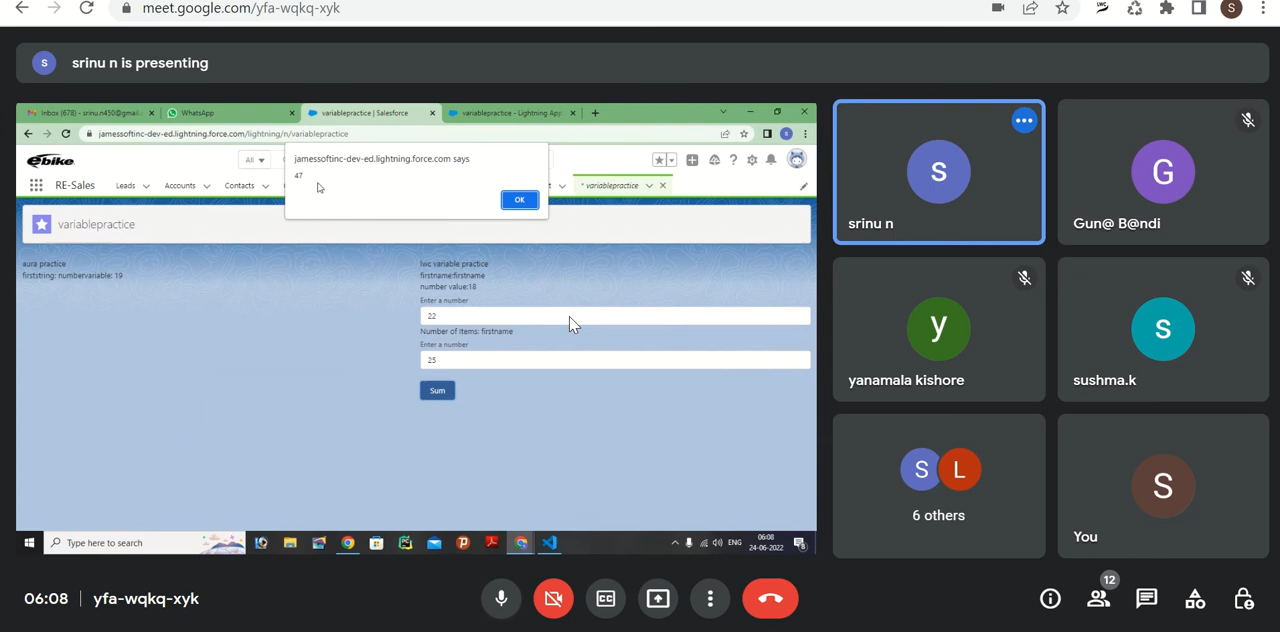 meet.google.com/yfa-wqkq-xyk
S
s
srinu n is presenting
Inbox (678) - srinu.n450@gmail.
WhatsApp
variablepractice | Salesforce
variablepractice - Lightning App
jamessoftinc-dev-ed.lightning.force.com/lightning/n/variablepractice
ebike
All
jamessoftinc-dev-ed.lightning.force.com says
47
OK
RE-Sales
Leads
Accounts
Contacts
* variablepractice
variablepractice
aura practice
firststring: numbervariable: 19
lwc variable practice
firstname:firstname
number value:18
Enter a number
22
Number of Items: firstname
Enter a number
25
Sum
Type here to search
ENG
06:08
24-06-2022
s
srinu n
G
Gun@ B@ndi
y
yanamala kishore
s
sushma.k
S L
6 others
S
You
06:08 | yfa-wqkq-xyk
CC
12